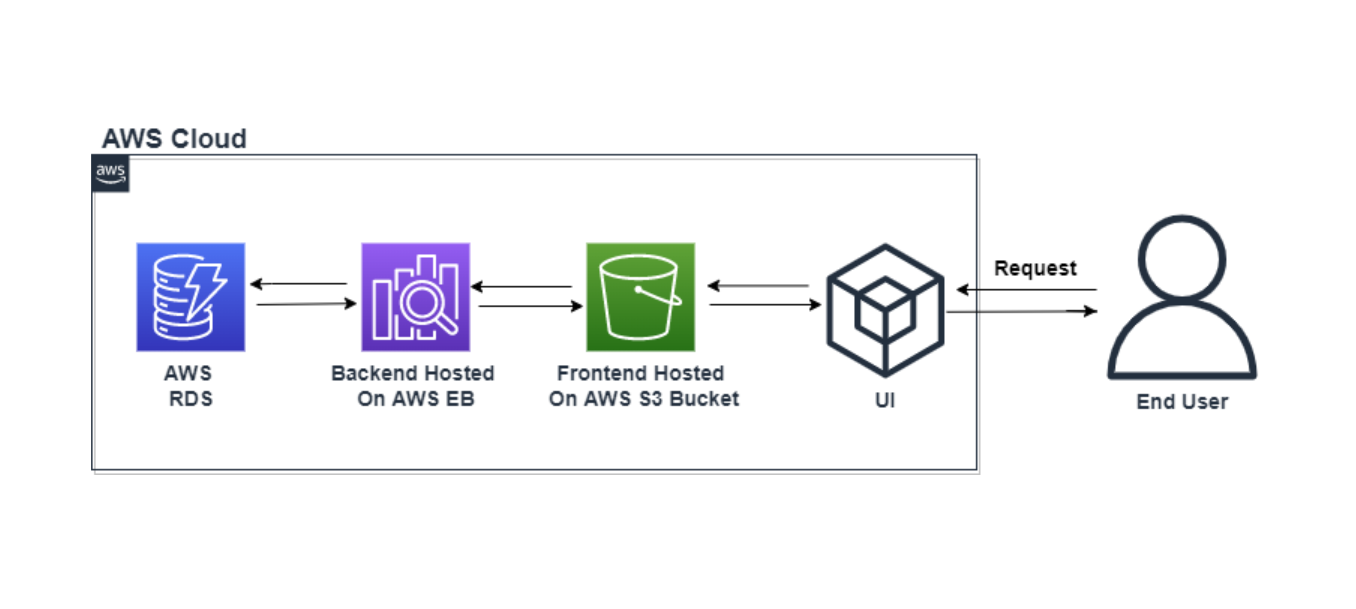 AWS Cloud
aws
Request
AWS
RDS
Backend Hosted
On AWS EB
Frontend Hosted
On AWS S3 Bucket
UI
End User